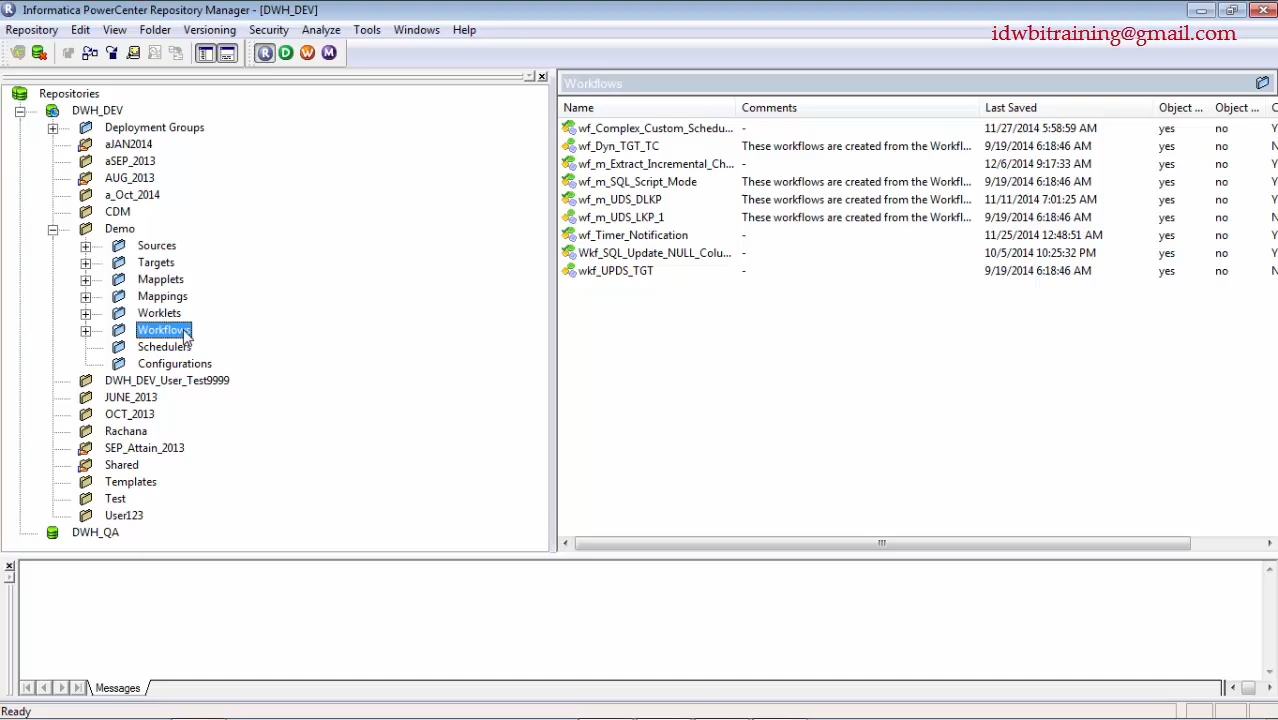 Informatica PowerCenter Repository Manager - [DWH_DEV]
Repository Edit View Folder Versioning Security Analyze Tools Windows Help
idwbitraining@gmail.com
R D W M
Repositories
DWH_DEV
Deployment Groups
aJAN2014
aSEP_2013
AUG_2013
a_Oct_2014
CDM
Demo
Sources
Targets
Mapplets
Mappings
Worklets
Workflows
Schedulers
Configurations
DWH_DEV_User_Test9999
JUNE_2013
OCT_2013
Rachana
SEP_Attain_2013
Shared
Templates
Test
User123
DWH_QA
Workflows
Name Comments Last Saved Object ... Object ... C
wf_Complex_Custom_Schedu... - 11/27/2014 5:58:59 AM yes no Y
wf_Dyn_TGT_TC These workflows are created from the Workfl... 9/19/2014 6:18:46 AM yes no N
wf_m_Extract_Incremental_Ch... - 12/6/2014 9:17:33 AM yes no Y
wf_m_SQL_Script_Mode These workflows are created from the Workfl... 9/19/2014 6:18:46 AM yes no Y
wf_m_UDS_DLKP These workflows are created from the Workfl... 11/11/2014 7:01:25 AM yes no Y
wf_m_UDS_LKP_1 These workflows are created from the Workfl... 9/19/2014 6:18:46 AM yes no Y
wf_Timer_Notification - 11/25/2014 12:48:51 AM yes no N
Wkf_SQL_Update_NULL_Colu... - 10/5/2014 10:25:32 PM yes no Y
wkf_UPDS_TGT - 9/19/2014 6:18:46 AM yes no N
Messages
Ready